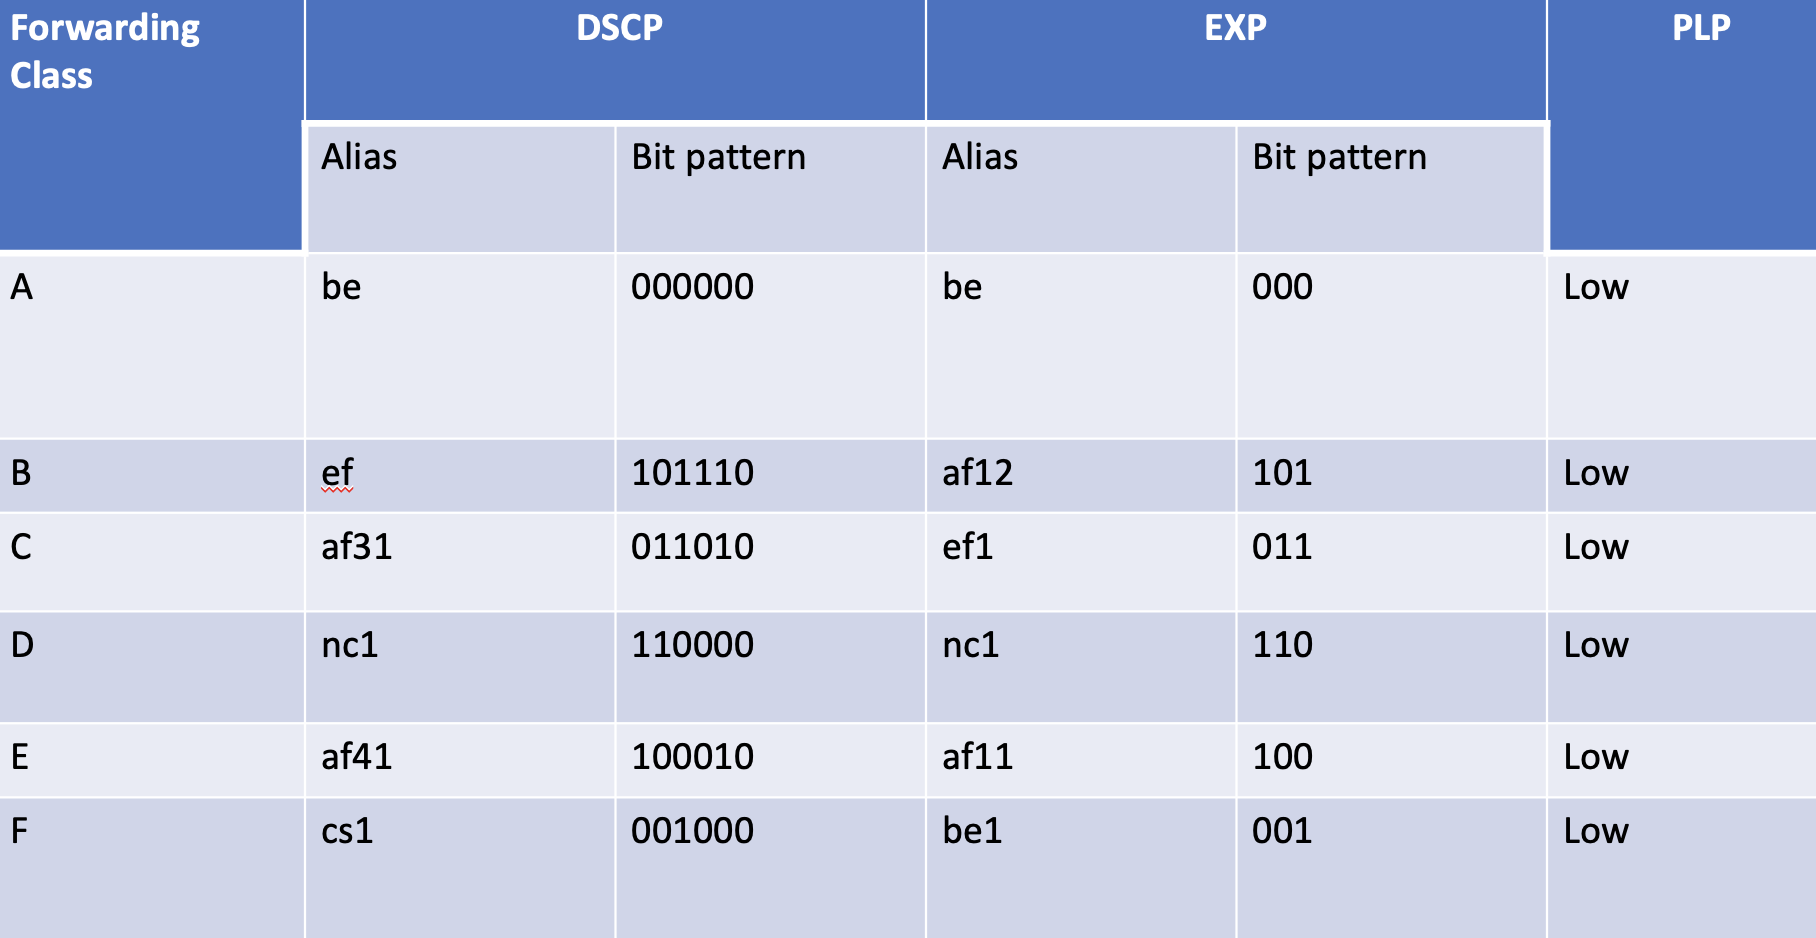 Forwarding Class DSCP EXP PLP
Alias Bit pattern Alias Bit pattern
A be 000000 be 000 Low
B ef 101110 af12 101 Low
C af31 011010 ef1 011 Low
D nc1 110000 nc1 110 Low
E af41 100010 af11 100 Low
F cs1 001000 be1 001 Low